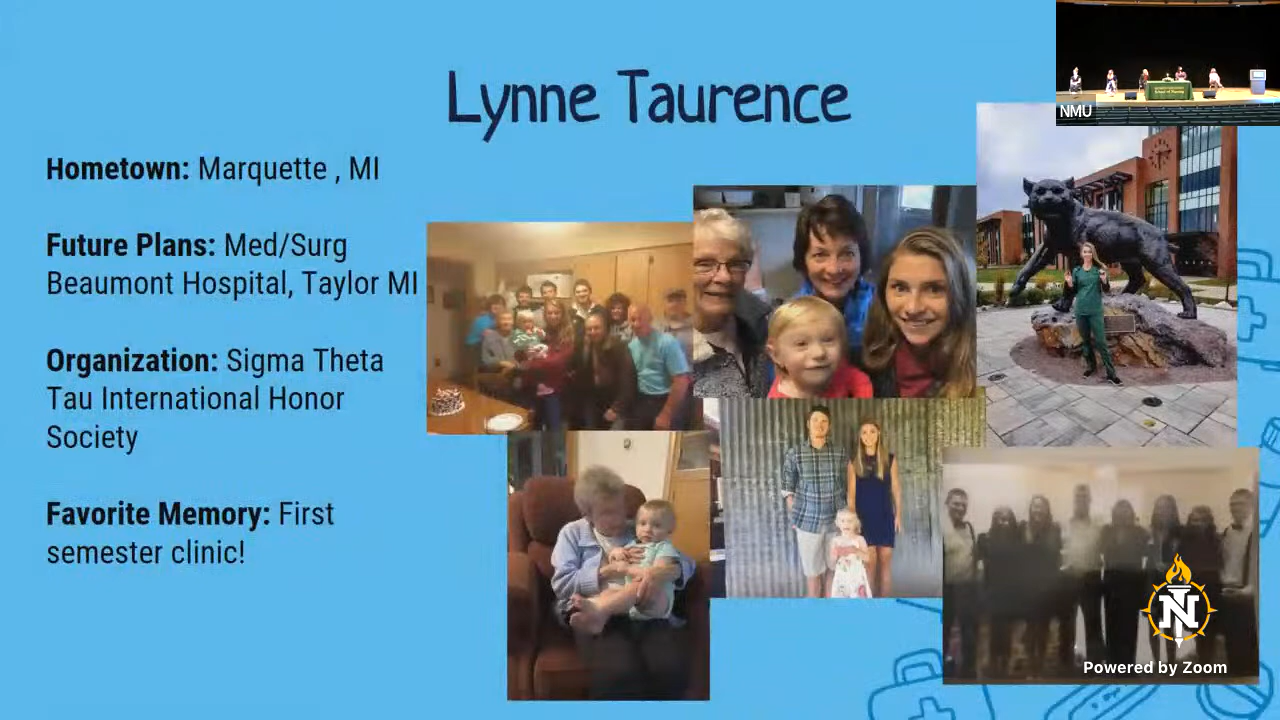 Lynne Taurence
NMU
Hometown: Marquette , MI
Future Plans: Med/Surg
Beaumont Hospital, Taylor MI
Organization: Sigma Theta
Tau International Honor
Society
Favorite Memory: First
semester clinic!
N
Powered by Zoom